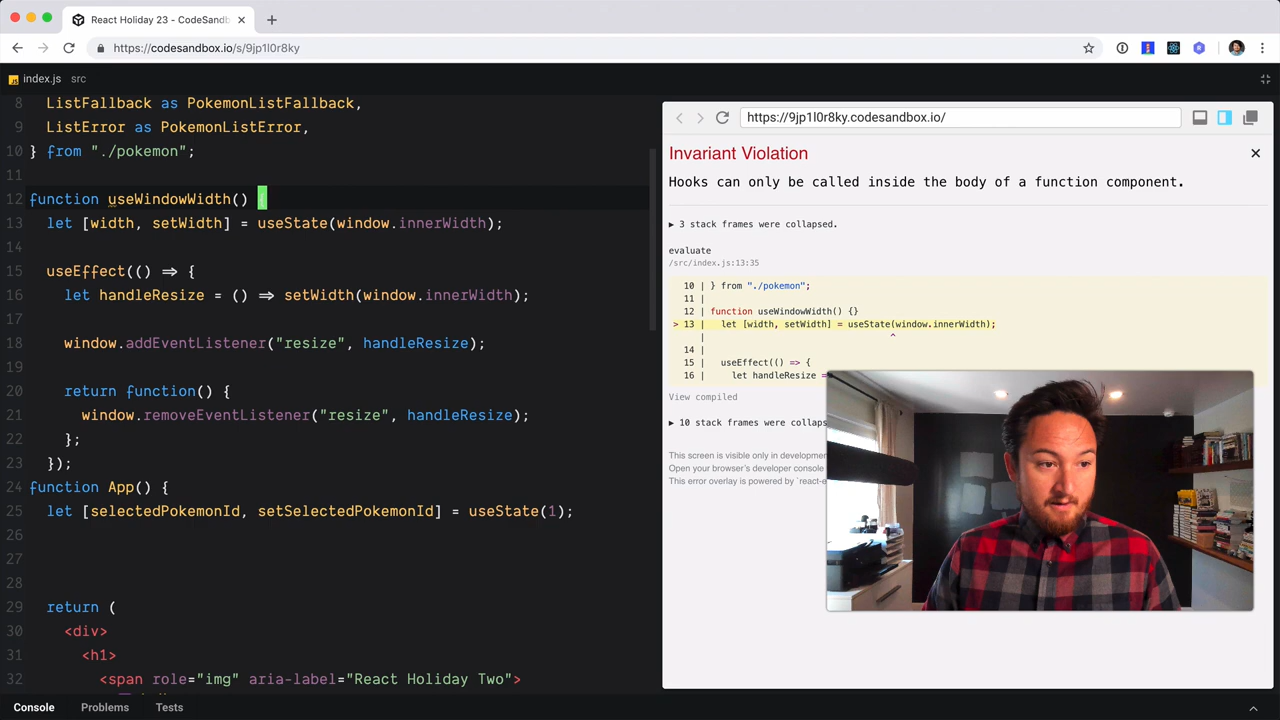 React Holiday 23 - CodeSandb
https://codesandbox.io/s/9jp1l0r8ky
index.js src
8 ListFallback as PokemonListFallback,
9 ListError as PokemonListError,
10 } from "./pokemon";
11
12 function useWindowWidth() {
13 let [width, setWidth] = useState(window.innerWidth);
14
15 useEffect(() => {
16 let handleResize = () => setWidth(window.innerWidth);
17
18 window.addEventListener("resize", handleResize);
19
20 return function() {
21 window.removeEventListener("resize", handleResize);
22 };
23 });
24 function App() {
25 let [selectedPokemonId, setSelectedPokemonId] = useState(1);
26
27
28
29 return (
30 <div>
31 <h1>
32 <span role="img" aria-label="React Holiday Two">
Console Problems Tests
https://9jp1l0r8ky.codesandbox.io/
Invariant Violation
Hooks can only be called inside the body of a function component.
▶ 3 stack frames were collapsed.
evaluate
/src/index.js:13:35
10 | } from "./pokemon";
11 |
12 | function useWindowWidth() {}
> 13 | let [width, setWidth] = useState(window.innerWidth);
| ^
14 |
15 | useEffect(() => {
16 | let handleResize =
View compiled
▶ 10 stack frames were collaps
This screen is visible only in developmen
Open your browser's developer console
This error overlay is powered by `react-e